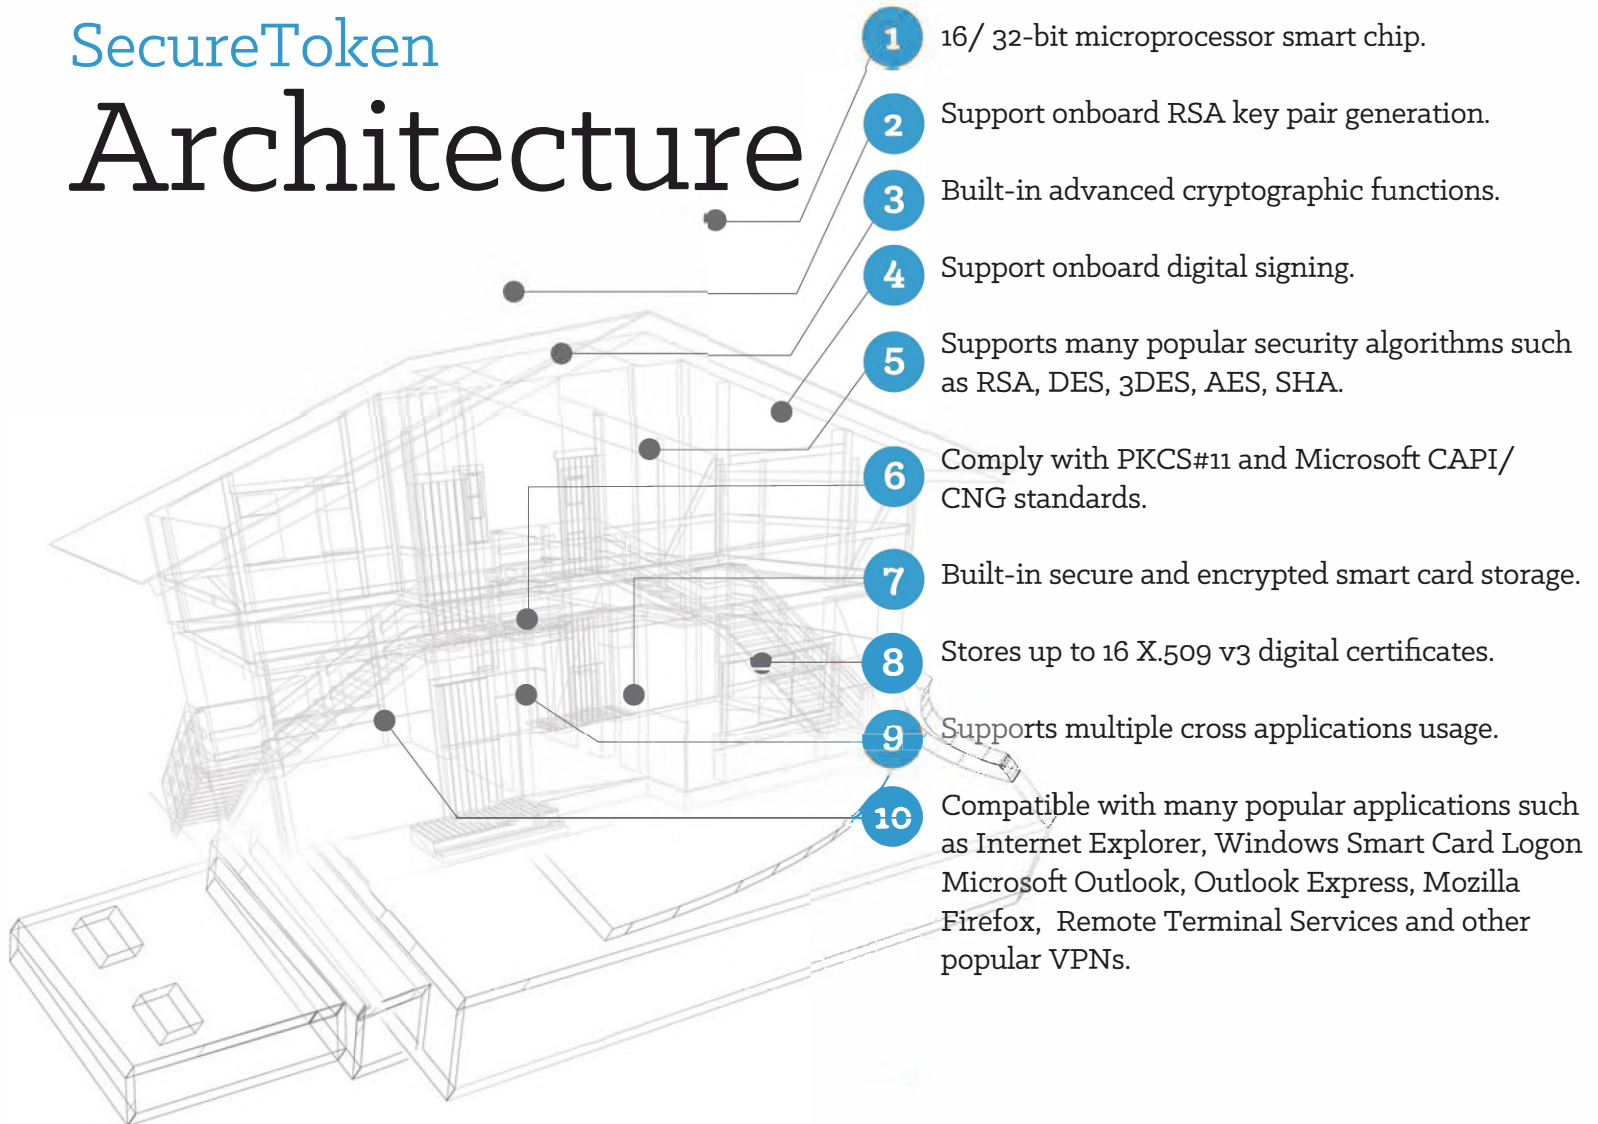 SecureToken
Architecture
1 16/ 32-bit microprocessor smart chip.
2 Support onboard RSA key pair generation.
3 Built-in advanced cryptographic functions.
4 Support onboard digital signing.
5 Supports many popular security algorithms such
as RSA, DES, 3DES, AES, SHA.
6 Comply with PKCS#11 and Microsoft CAPI/
CNG standards.
7 Built-in secure and encrypted smart card storage.
8 Stores up to 16 X.509 v3 digital certificates.
9 Supports multiple cross applications usage.
10 Compatible with many popular applications such
as Internet Explorer, Windows Smart Card Logon
Microsoft Outlook, Outlook Express, Mozilla
Firefox, Remote Terminal Services and other
popular VPNs.